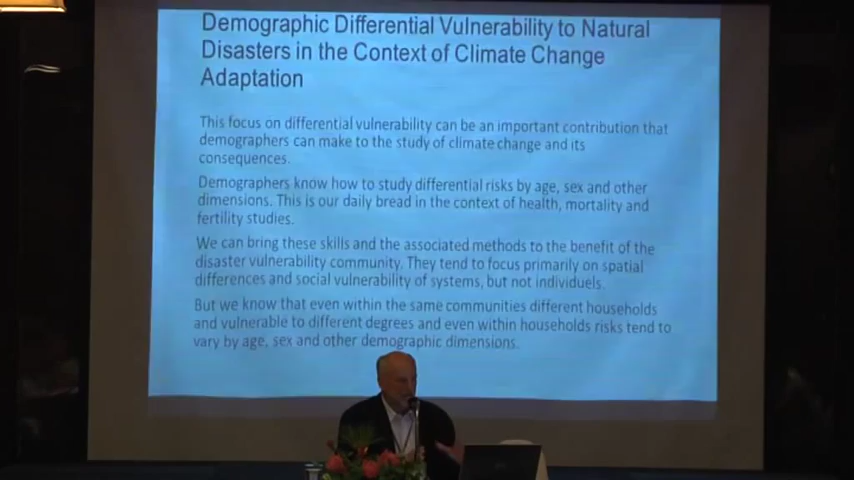 Demographic Differential Vulnerability to Natural
Disasters in the Context of Climate Change
Adaptation
This focus on differential vulnerability can be an important contribution that
demographers can make to the study of climate change and its
consequences.
Demographers know how to study differential risks by age, sex and other
dimensions. This is our daily bread in the context of health, mortality and
fertility studies.
We can bring these skills and the associated methods to the benefit of the
disaster vulnerability community. They tend to focus primarily on spatial
differences and social vulnerability of systems, but not individuels.
But we know that even within the same communities different households
and vulnerable to different degrees and even within households risks tend to
vary by age, sex and other demographic dimensions.